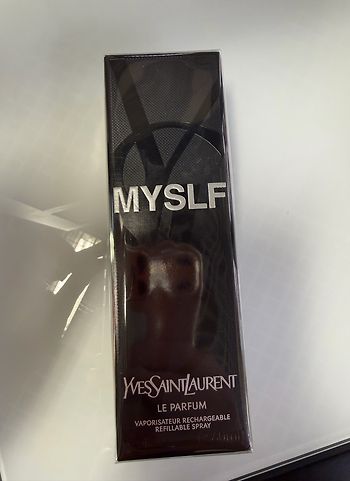 MYSLF
YVESSAINTLAURENT
LE PARFUM
VAPORISATEUR RECHARGEABLE
REFILLABLE SPRAY